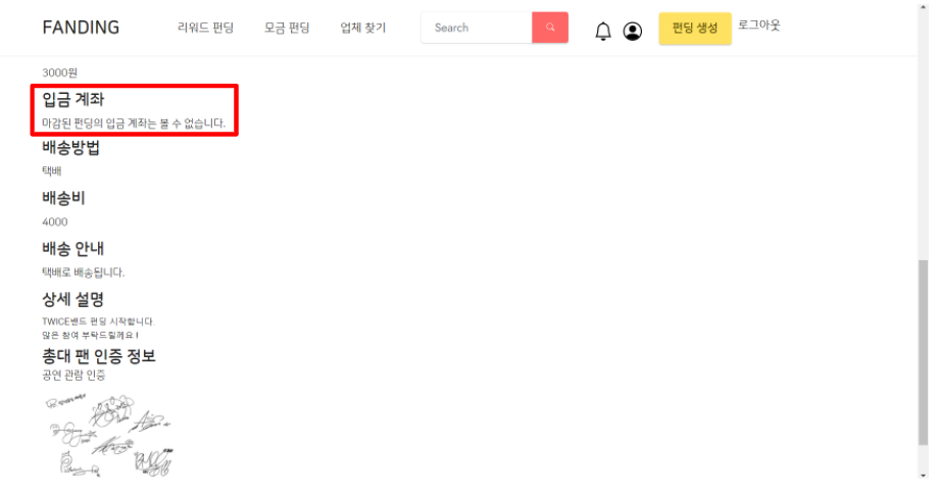 FANDING 리워드 펀딩 모금 펀딩 업체 찾기 Search 펀딩 생성 로그아웃
3000원
입금 계좌
마감된 펀딩의 입금 계좌는 볼 수 없습니다.
배송방법
택배
배송비
4000
배송 안내
택배로 배송됩니다.
상세 설명
TWICE밴드 펀딩 시작합니다.
많은 참여 부탁드릴께요!
총대 팬 인증 정보
공연 관람 인증